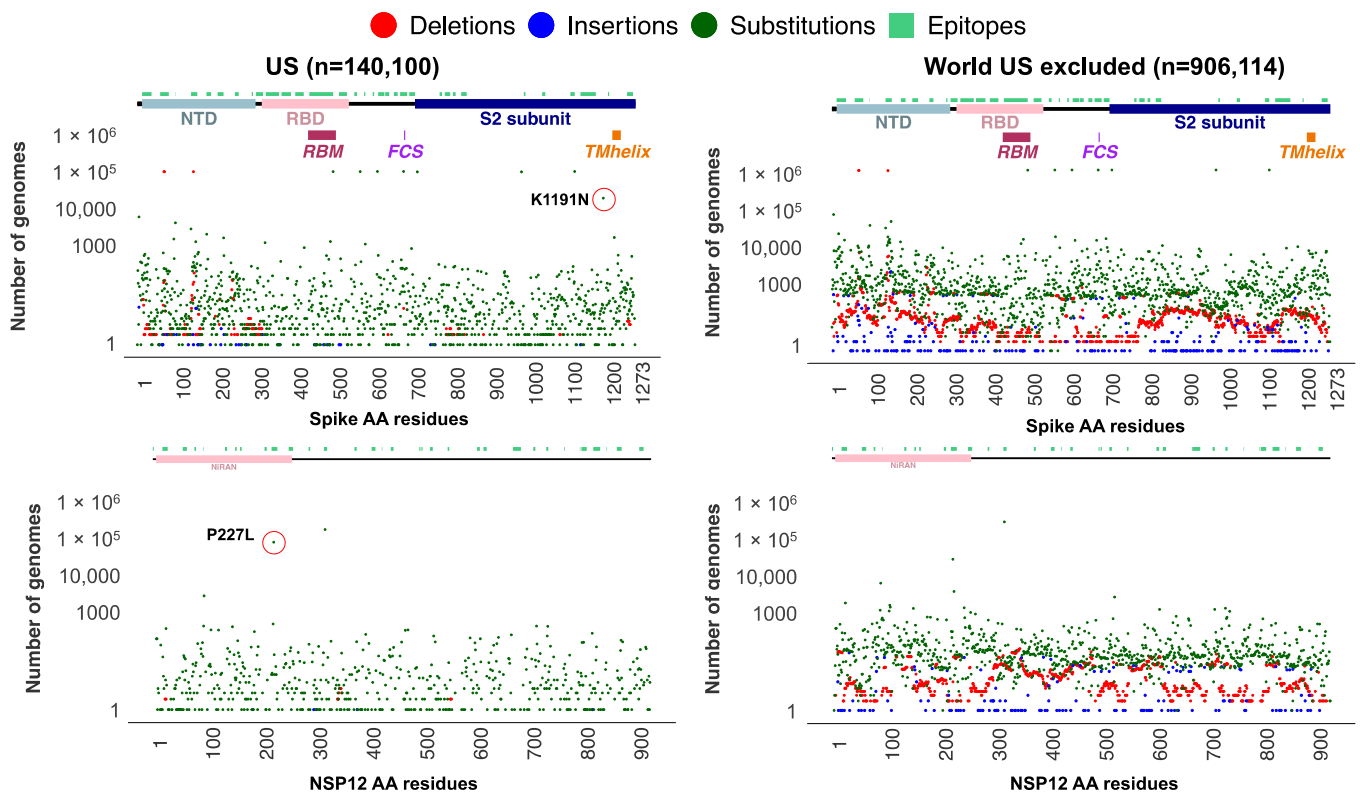 Deletions Insertions Substitutions Epitopes
US (n=140,100)
NTD RBD S2 subunit
RBM FCS TMhelix
Number of genomes
1 × 10⁶
1 × 10⁵
10,000
1000
1
K1191N
1 100 200 300 400 500 600 700 800 900 1000 1100 1200 1273
Spike AA residues
World US excluded (n=906,114)
NTD RBD S2 subunit
RBM FCS TMhelix
Number of genomes
1 × 10⁶
1 × 10⁵
10,000
1000
1
1 100 200 300 400 500 600 700 800 900 1000 1100 1200 1273
Spike AA residues
NiRAN
Number of genomes
1 × 10⁶
1 × 10⁵
10,000
1000
1
P227L
1 100 200 300 400 500 600 700 800 900
NSP12 AA residues
NiRAN
Number of genomes
1 × 10⁶
1 × 10⁵
10,000
1000
1
1 100 200 300 400 500 600 700 800 900
NSP12 AA residues